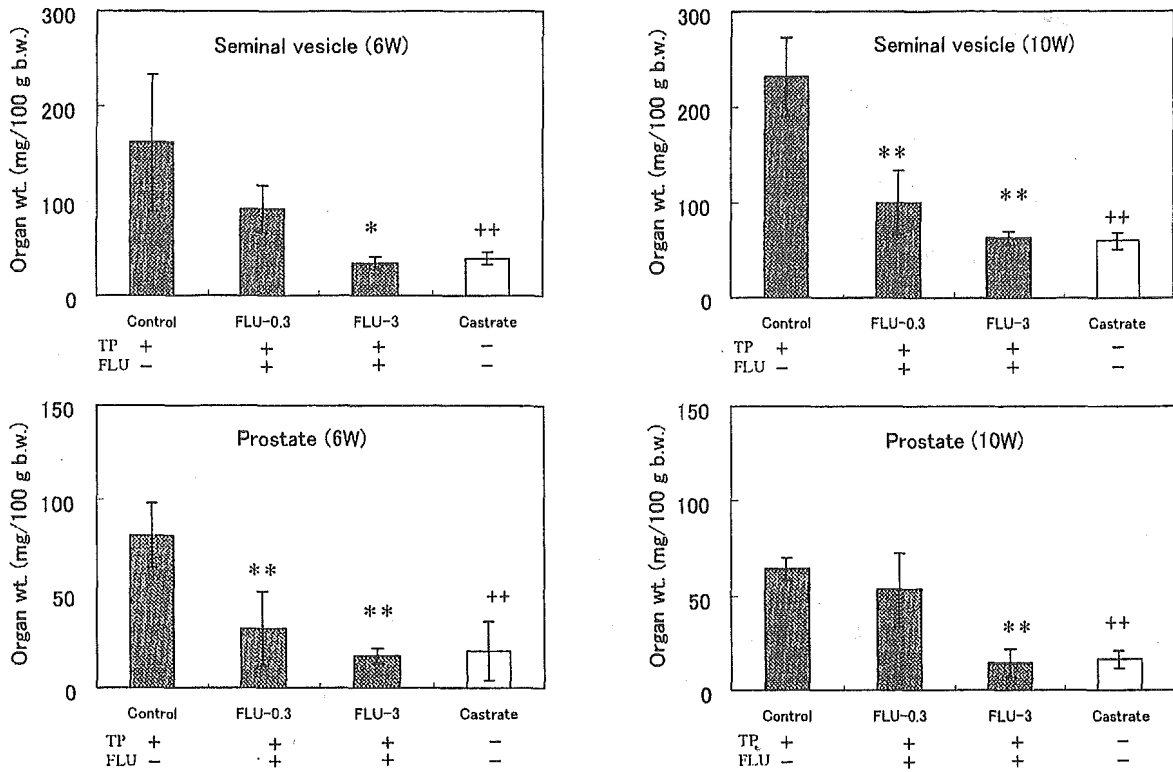 Organ wt. (mg/100 g b.w.)
300
200
100
0
Seminal vesicle (6W)
*
++
Control FLU-0.3 FLU-3 Castrate
TP + + + −
FLU − + + −
Organ wt. (mg/100 g b.w.)
300
200
100
0
Seminal vesicle (10W)
**
**
++
Control FLU-0.3 FLU-3 Castrate
TP + + + −
FLU − + + −
Organ wt. (mg/100 g b.w.)
150
100
50
0
Prostate (6W)
**
**
++
Control FLU-0.3 FLU-3 Castrate
TP + + + −
FLU − + + −
Organ wt. (mg/100 g b.w.)
150
100
50
0
Prostate (10W)
**
++
Control FLU-0.3 FLU-3 Castrate
TP + + + −
FLU − + + −